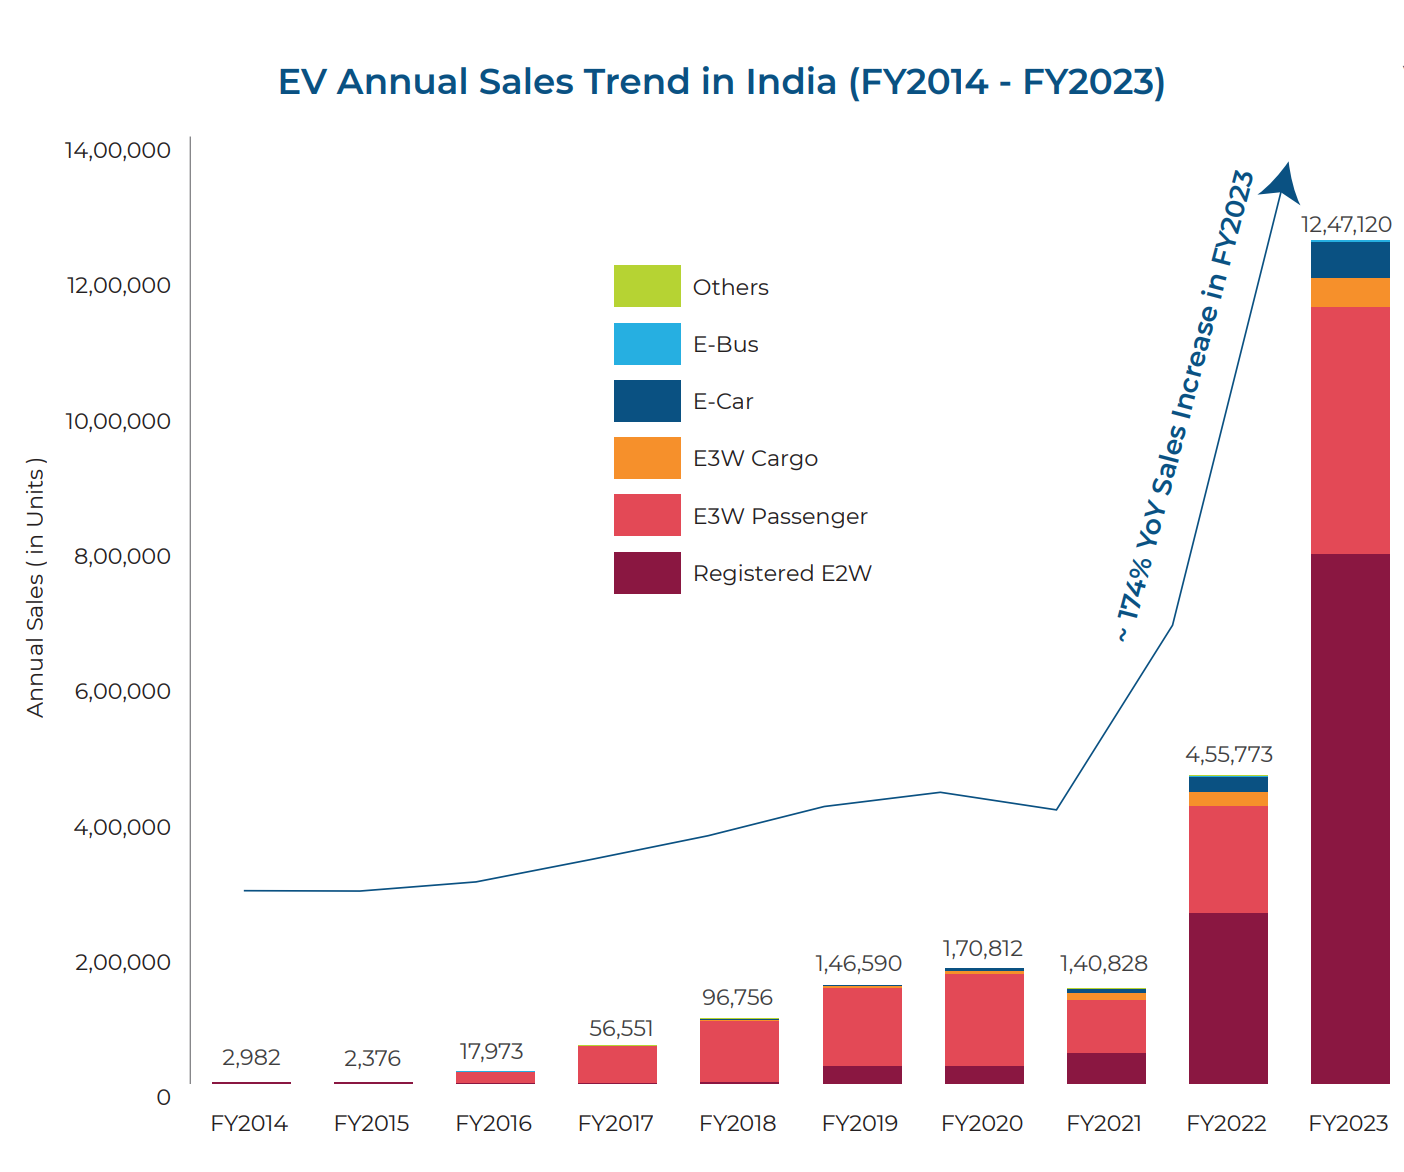 EV Annual Sales Trend in India (FY2014 - FY2023)
14,00,000
12,00,000
10,00,000
8,00,000
6,00,000
4,00,000
2,00,000
0
Annual Sales ( in Units )
Others
E-Bus
E-Car
E3W Cargo
E3W Passenger
Registered E2W
~ 174% YoY Sales Increase in FY2023
2,982
2,376
17,973
56,551
96,756
1,46,590
1,70,812
1,40,828
4,55,773
12,47,120
FY2014
FY2015
FY2016
FY2017
FY2018
FY2019
FY2020
FY2021
FY2022
FY2023